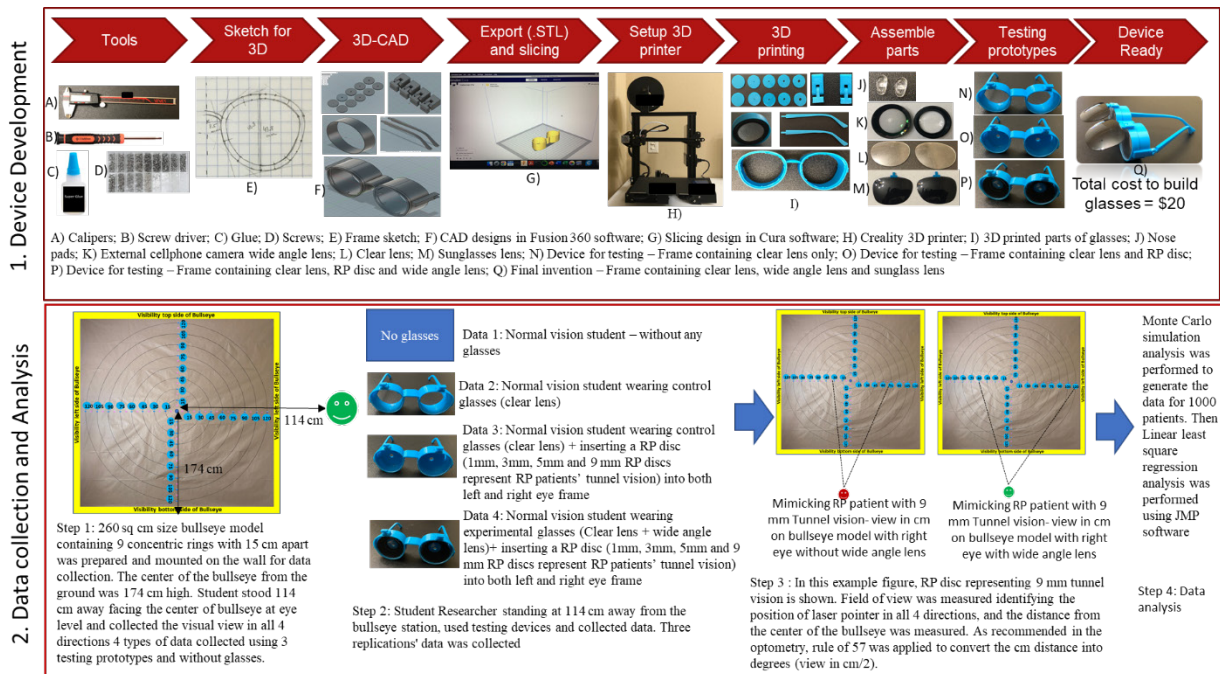 1. Device Development
Tools
Sketch for
3D
3D-CAD
Export (.STL)
and slicing
Setup 3D
printer
3D
printing
Assemble
parts
Testing
prototypes
Device
Ready
A)
B)
C)
D)
E)
F)
G)
H)
I)
J)
K)
L)
M)
N)
O)
P)
Q)
Total cost to build
glasses = $20
A) Calipers; B) Screw driver; C) Glue; D) Screws; E) Frame sketch; F) CAD designs in Fusion 360 software; G) Slicing design in Cura software; H) Creality 3D printer; I) 3D printed parts of glasses; J) Nose
pads; K) External cellphone camera wide angle lens; L) Clear lens; M) Sunglasses lens; N) Device for testing – Frame containing clear lens only; O) Device for testing – Frame containing clear lens and RP disc;
P) Device for testing – Frame containing clear lens, RP disc and wide angle lens; Q) Final invention – Frame containing clear lens, wide angle lens and sunglass lens
2. Data collection and Analysis
Visibility top side of Bullseye
Visibility left side of Bullseye
Visibility left side of Bullseye
Visibility bottom side of Bullseye
114 cm
174 cm
Step 1: 260 sq cm size bullseye model
containing 9 concentric rings with 15 cm apart
was prepared and mounted on the wall for data
collection. The center of the bullseye from the
ground was 174 cm high. Student stood 114
cm away facing the center of bullseye at eye
level and collected the visual view in all 4
directions 4 types of data collected using 3
testing prototypes and without glasses.
No glasses
Data 1: Normal vision student – without any
glasses
Data 2: Normal vision student wearing control
glasses (clear lens)
Data 3: Normal vision student wearing control
glasses (clear lens) + inserting a RP disc
(1mm, 3mm, 5mm and 9 mm RP discs
represent RP patients' tunnel vision) into both
left and right eye frame
Data 4: Normal vision student wearing
experimental glasses (Clear lens + wide angle
lens)+ inserting a RP disc (1mm, 3mm, 5mm and 9
mm RP discs represent RP patients' tunnel vision)
into both left and right eye frame
Step 2: Student Researcher standing at 114 cm away from the
bullseye station, used testing devices and collected data. Three
replications' data was collected
Visibility top side of Bullseye
Visibility bottom side of Bullseye
Mimicking RP patient with 9
mm Tunnel vision- view in cm
on bullseye model with right
eye without wide angle lens
Visibility top side of Bullseye
Visibility bottom side of Bullseye
Mimicking RP patient with 9
mm Tunnel vision- view in cm
on bullseye model with right
eye with wide angle lens
Step 3 : In this example figure, RP disc representing 9 mm tunnel
vision is shown. Field of view was measured identifying the
position of laser pointer in all 4 directions, and the distance from
the center of the bullseye was measured. As recommended in the
optometry, rule of 57 was applied to convert the cm distance into
degrees (view in cm/2).
Monte Carlo
simulation
analysis was
performed to
generate the
data for 1000
patients. Then
Linear least
square
regression
analysis was
performed
using JMP
software
Step 4: Data
analysis